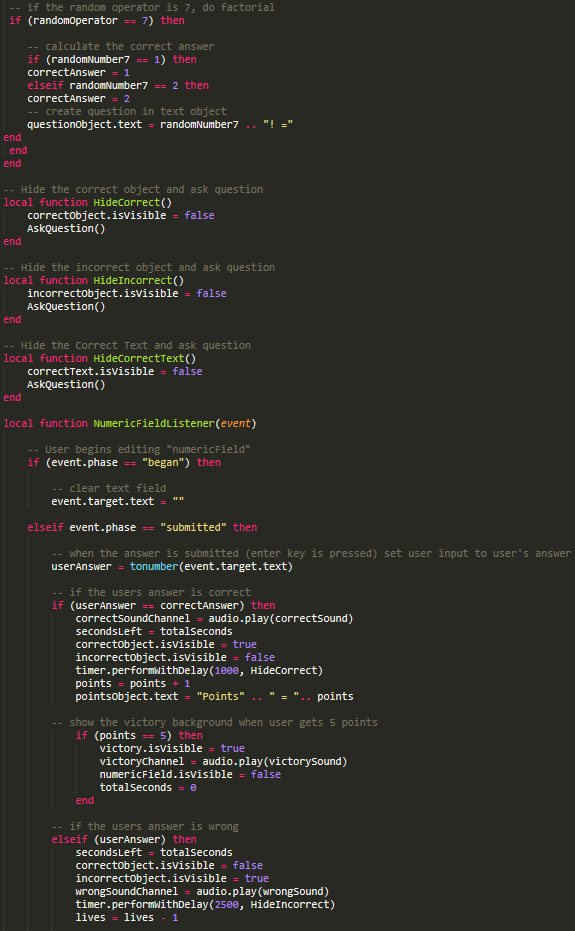 -- if the random operator is 7, do factorial
if (randomOperator == 7) then
-- calculate the correct answer
if (randomNumber7 == 1) then
correctAnswer = 1
elseif randomNumber7 == 2 then
correctAnswer = 2
-- create question in text object
questionObject.text = randomNumber7 .. "! ="
end
end
end
-- Hide the correct object and ask question
local function HideCorrect()
correctObject.isVisible = false
AskQuestion()
end
-- Hide the incorrect object and ask question
local function HideIncorrect()
incorrectObject.isVisible = false
AskQuestion()
end
-- Hide the Correct Text and ask question
local function HideCorrectText()
correctText.isVisible = false
AskQuestion()
end
local function NumericFieldListener(event)
-- User begins editing "numericField"
if (event.phase == "began") then
-- clear text field
event.target.text = ""
elseif event.phase == "submitted" then
-- when the answer is submitted (enter key is pressed) set user input to user's answer
userAnswer = tonumber(event.target.text)
-- if the users answer is correct
if (userAnswer == correctAnswer) then
correctSoundChannel = audio.play(correctSound)
secondsLeft = totalSeconds
correctObject.isVisible = true
incorrectObject.isVisible = false
timer.performWithDelay(1000, HideCorrect)
points = points + 1
pointsObject.text = "Points" .. " = ".. points
-- show the victory background when user gets 5 points
if (points == 5) then
victory.isVisible = true
victoryChannel = audio.play(victorySound)
numericField.isVisible = false
totalSeconds = 0
end
-- if the users answer is wrong
elseif (userAnswer) then
secondsLeft = totalSeconds
correctObject.isVisible = false
incorrectObject.isVisible = true
wrongSoundChannel = audio.play(wrongSound)
timer.performWithDelay(2500, HideIncorrect)
lives = lives - 1